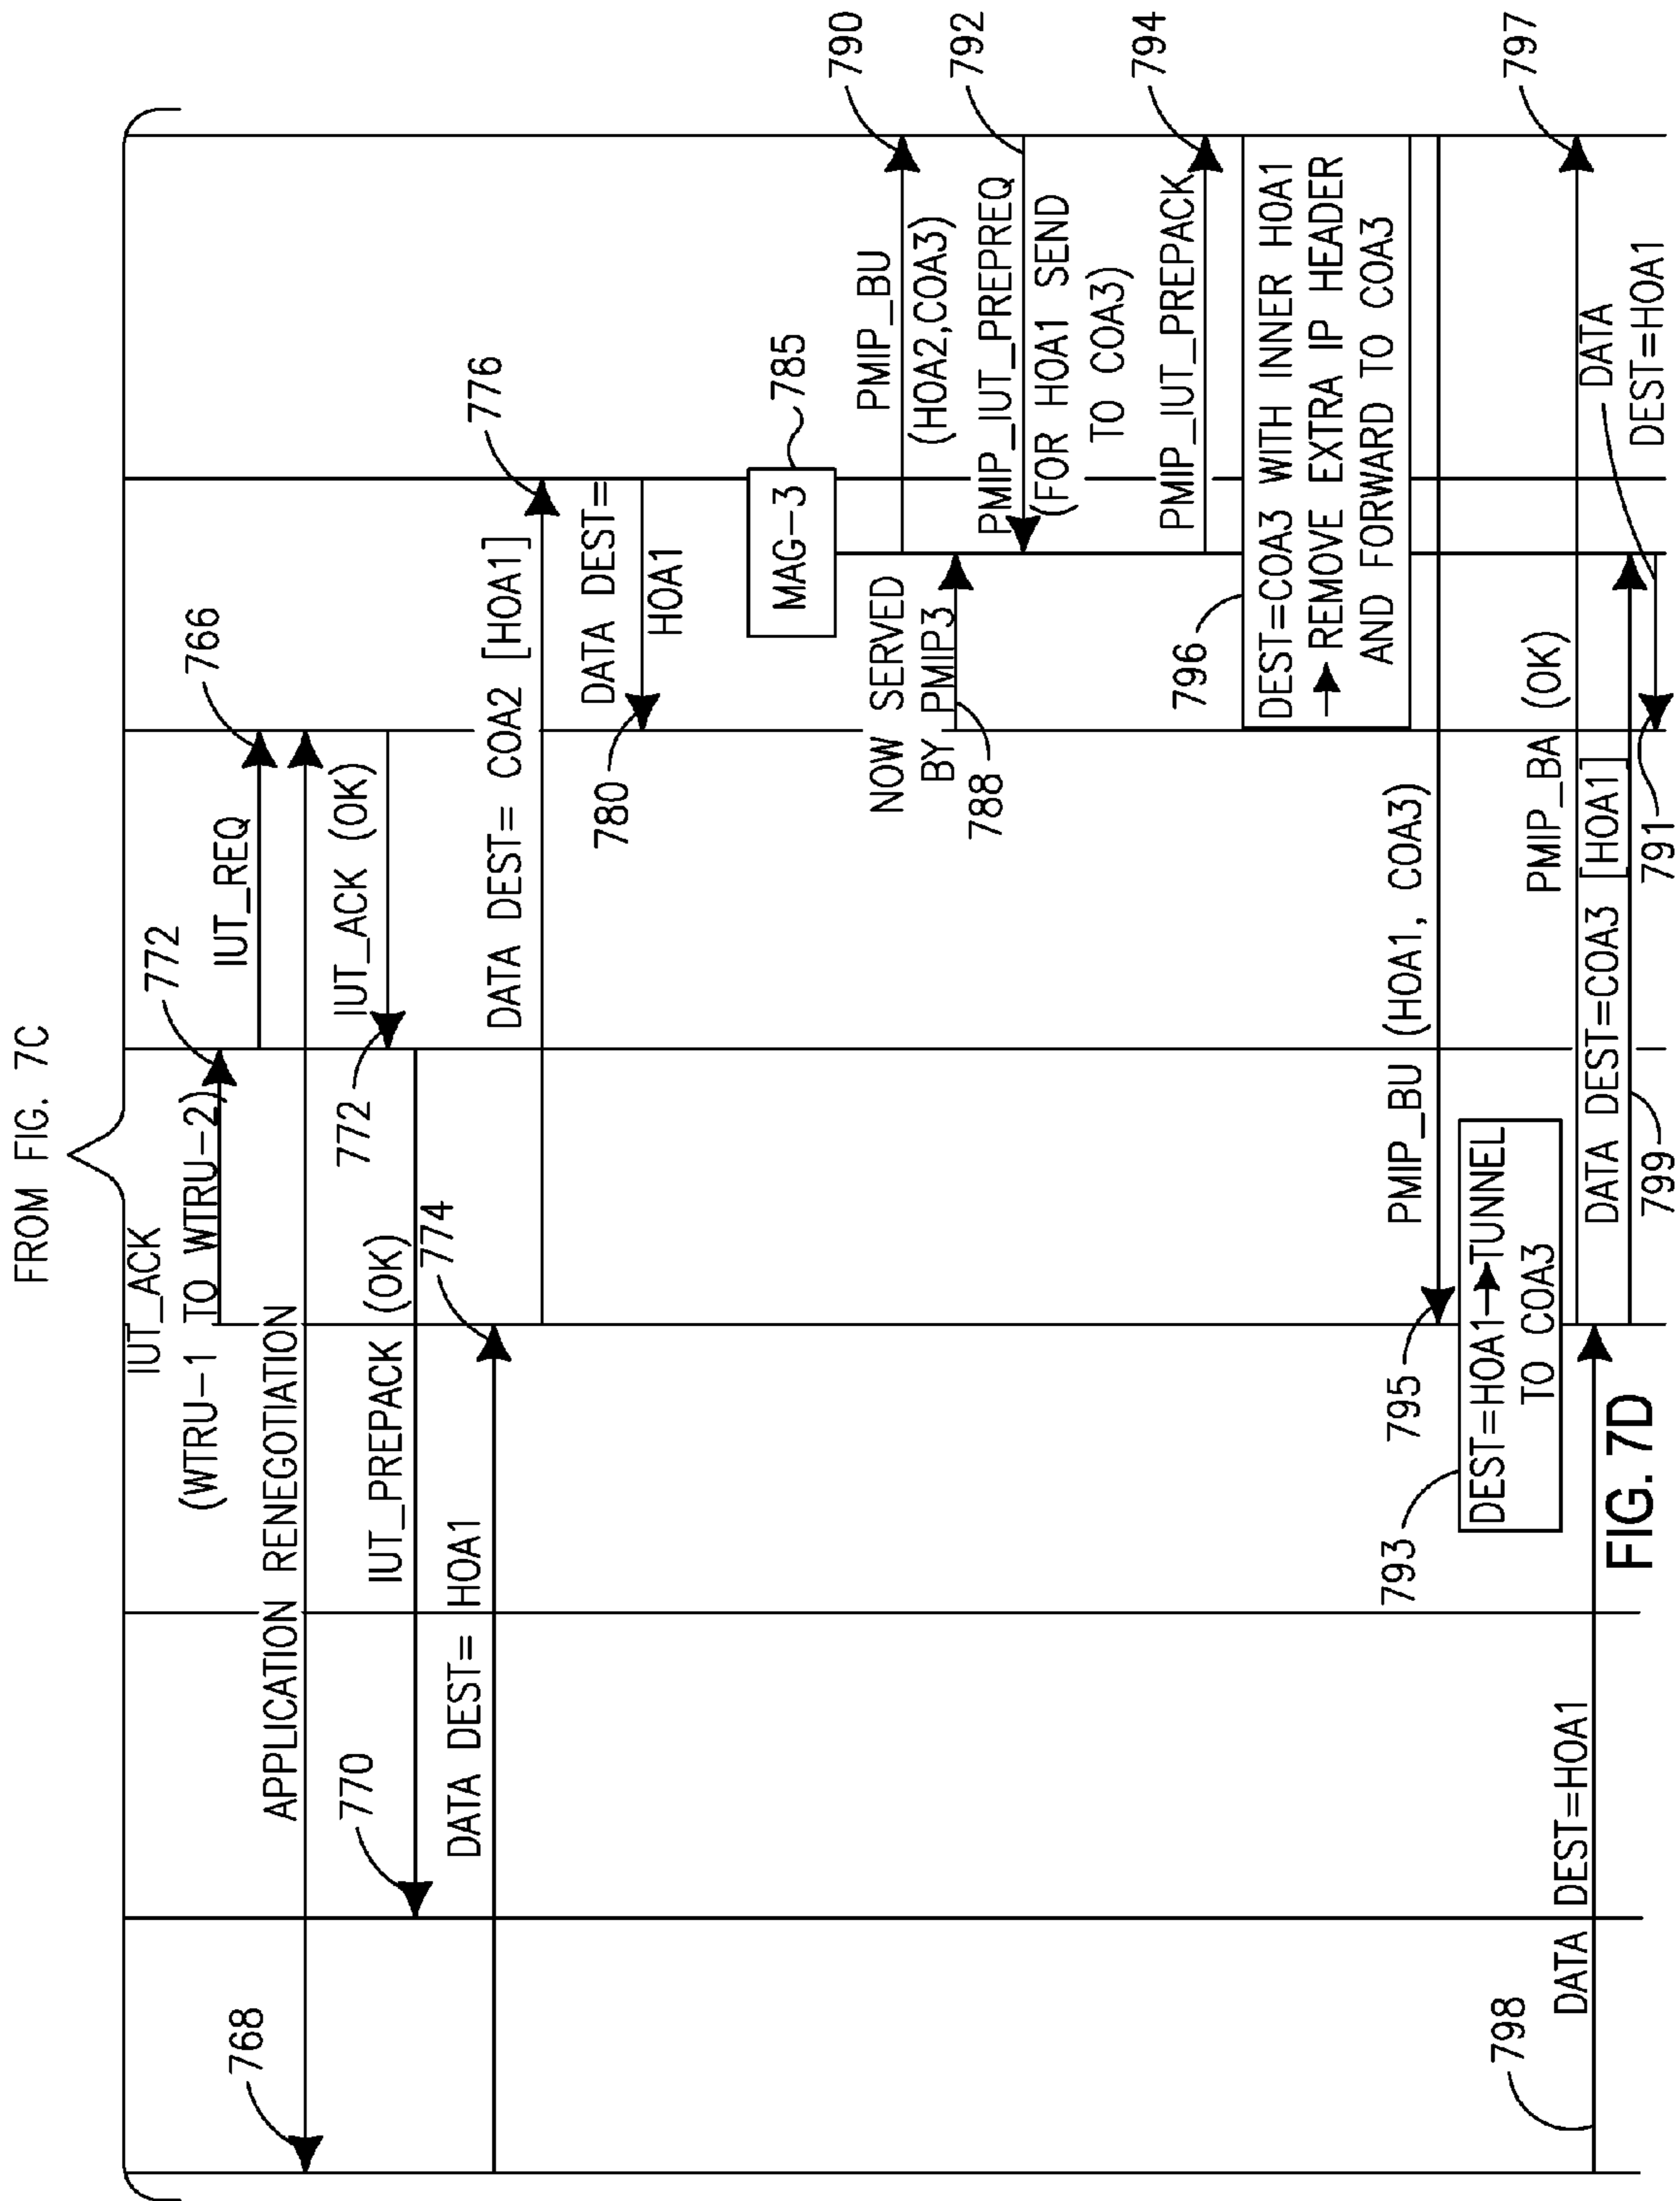 FROM FIG. 7C
IUT_ACK
(WTRU-1 TO WTRU-2)
772
IUT_REQ
766
768
APPLICATION RENEGOTIATION
IUT_ACK (OK)
772
770
IUT_PREPACK (OK)
774
DATA DEST= HOA1
DATA DEST= COA2 [HOA1]
776
DATA DEST=
HOA1
780
MAG-3
785
PMIP_BU
(HOA2,COA3)
790
NOW SERVED
BY PMIP3
788
PMIP_IUT_PREPREQ
(FOR HOA1 SEND
TO COA3)
792
PMIP_IUT_PREPACK
794
796
DEST=COA3 WITH INNER HOA1
REMOVE EXTRA IP HEADER
AND FORWARD TO COA3
PMIP_BU (HOA1, COA3)
795
793
DEST=HOA1 TUNNEL
TO COA3
PMIP_BA (OK)
797
798
DATA DEST=HOA1
DATA DEST=COA3 [HOA1]
799
DATA
DEST=HOA1
791
FIG. 7D